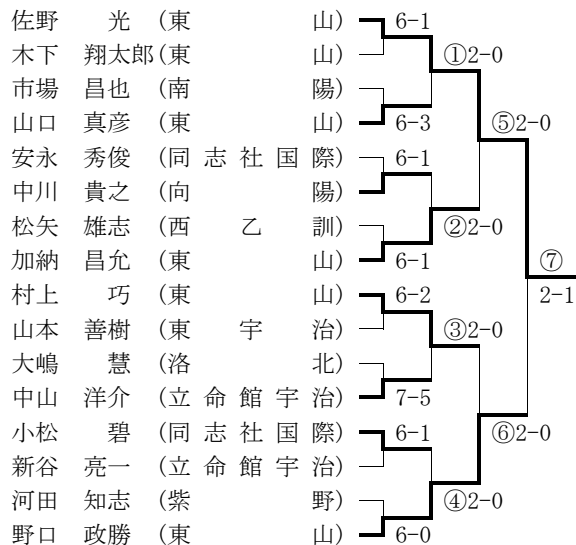 佐野　光 (東山) 6-1
木下 翔太郎 (東山) ①2-0
市場 昌也 (南陽)
山口 真彦 (東山) 6-3 ⑤2-0
安永 秀俊 (同志社国際) 6-1
中川 貴之 (向陽)
松矢 雄志 (西乙訓) ②2-0
加納 昌允 (東山) 6-1 ⑦
村上　巧 (東山) 6-2 2-1
山本 善樹 (東宇治) ③2-0
大嶋　慧 (洛北)
中山 洋介 (立命館宇治) 7-5
小松　碧 (同志社国際) 6-1 ⑥2-0
新谷 亮一 (立命館宇治)
河田 知志 (紫野) ④2-0
野口 政勝 (東山) 6-0